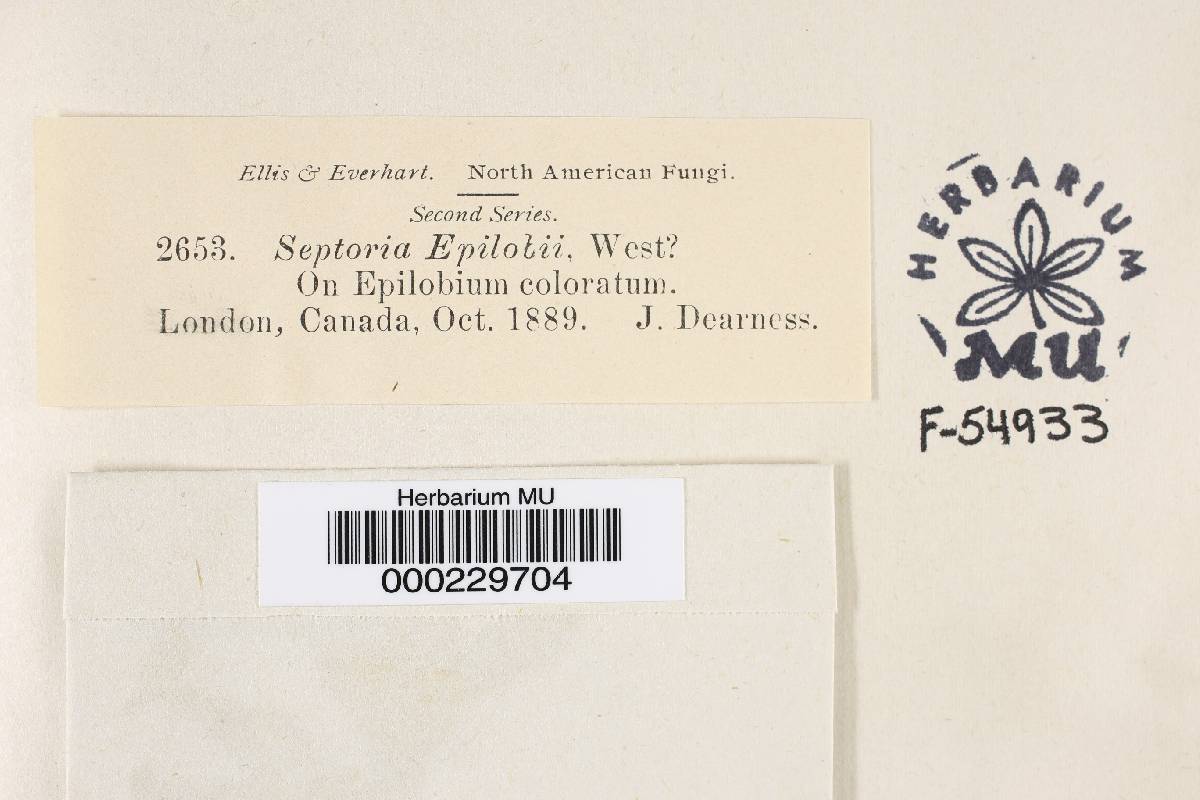 Ellis & Everhart. North American Fungi.
Second Series.
2653. Septoria Epilobii, West?
On Epilobium coloratum.
London, Canada, Oct. 1889. J. Dearness.
HERBARIUM
MU
F-54933
Herbarium MU
000229704